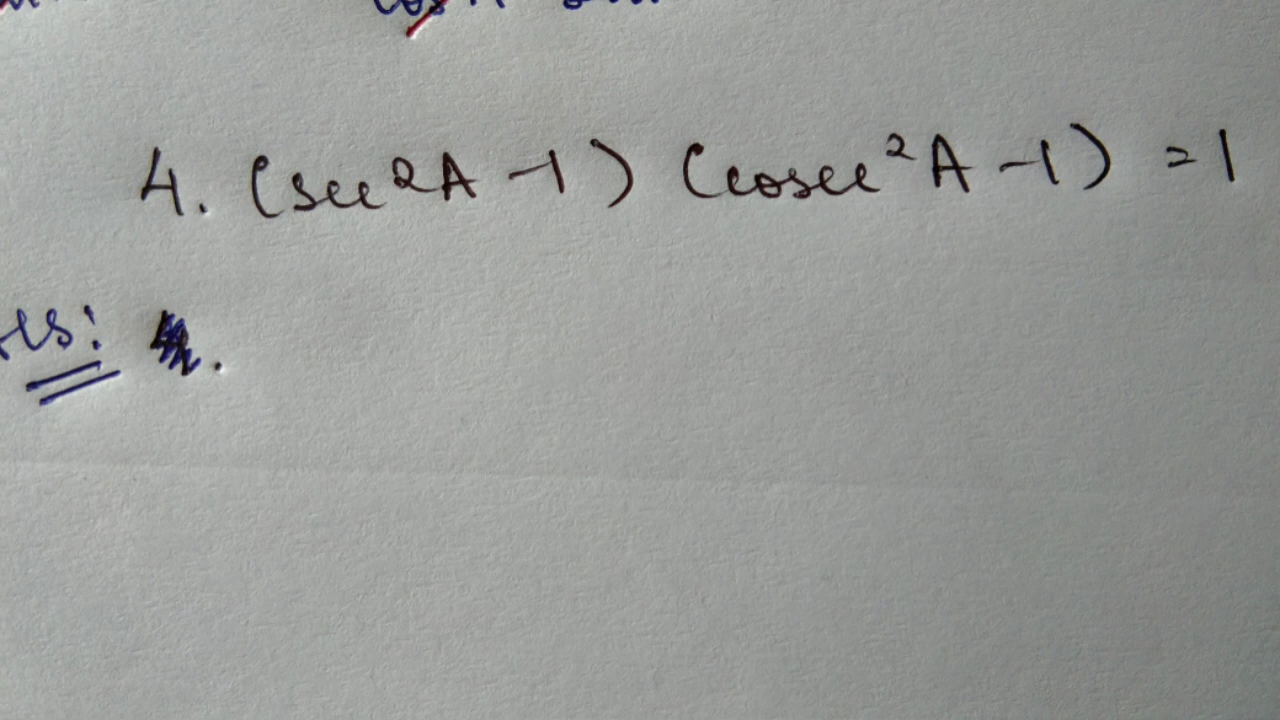 4. (sec²A -1) (cosec²A -1) = 1